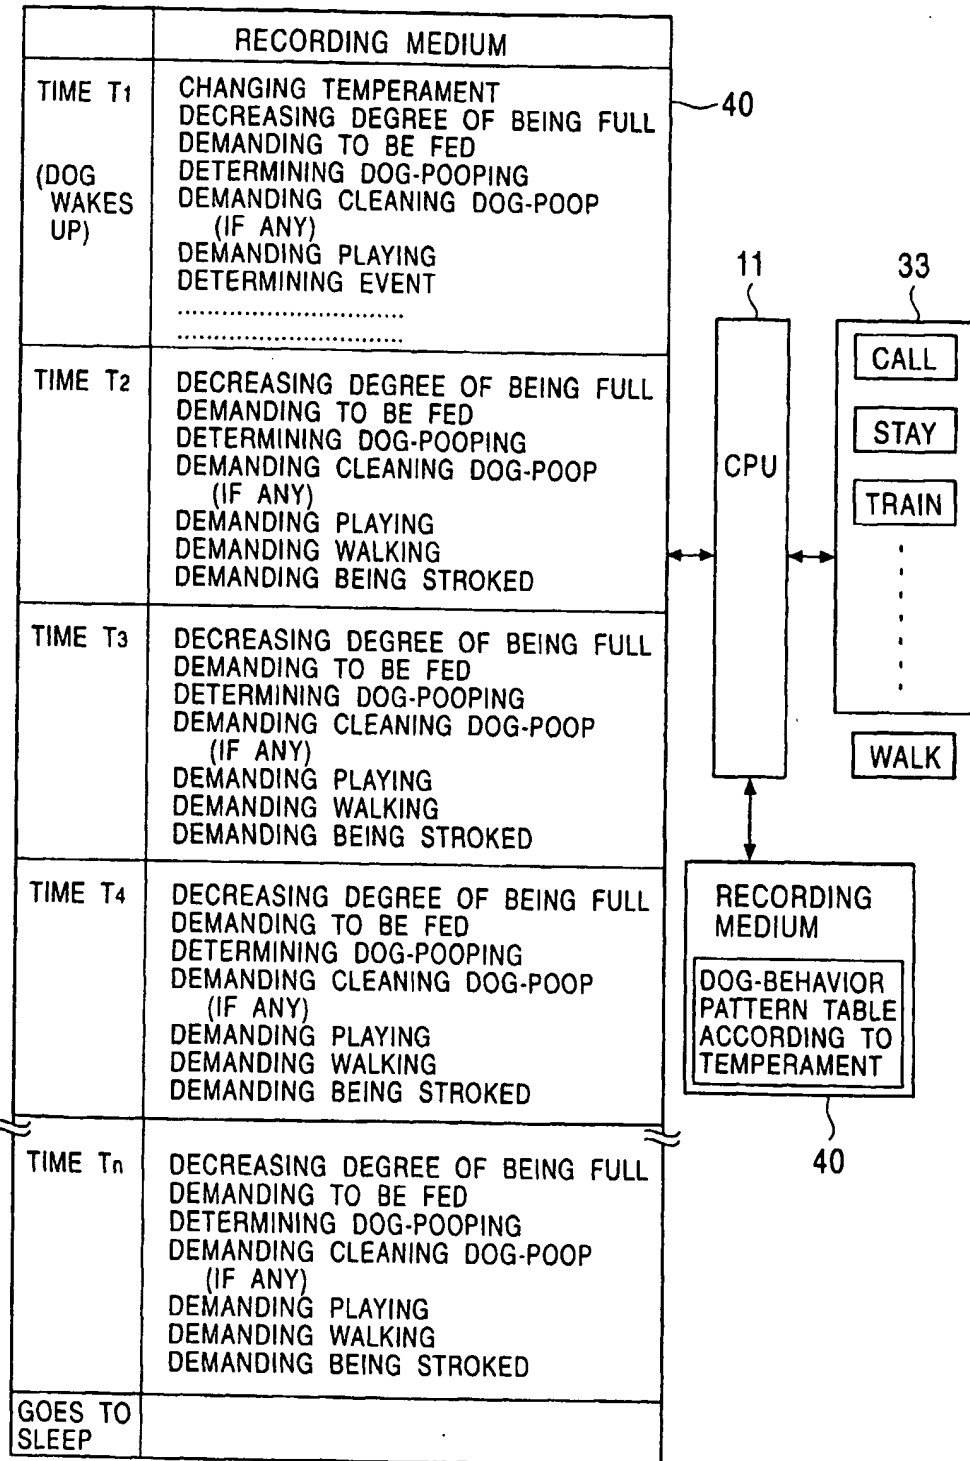 RECORDING MEDIUM
TIME T1
(DOG
WAKES
UP)
CHANGING TEMPERAMENT
DECREASING DEGREE OF BEING FULL
DEMANDING TO BE FED
DETERMINING DOG-POOPING
DEMANDING CLEANING DOG-POOP
(IF ANY)
DEMANDING PLAYING
DETERMINING EVENT
..............................
..............................
40
TIME T2
DECREASING DEGREE OF BEING FULL
DEMANDING TO BE FED
DETERMINING DOG-POOPING
DEMANDING CLEANING DOG-POOP
(IF ANY)
DEMANDING PLAYING
DEMANDING WALKING
DEMANDING BEING STROKED
TIME T3
DECREASING DEGREE OF BEING FULL
DEMANDING TO BE FED
DETERMINING DOG-POOPING
DEMANDING CLEANING DOG-POOP
(IF ANY)
DEMANDING PLAYING
DEMANDING WALKING
DEMANDING BEING STROKED
TIME T4
DECREASING DEGREE OF BEING FULL
DEMANDING TO BE FED
DETERMINING DOG-POOPING
DEMANDING CLEANING DOG-POOP
(IF ANY)
DEMANDING PLAYING
DEMANDING WALKING
DEMANDING BEING STROKED
TIME Tn
DECREASING DEGREE OF BEING FULL
DEMANDING TO BE FED
DETERMINING DOG-POOPING
DEMANDING CLEANING DOG-POOP
(IF ANY)
DEMANDING PLAYING
DEMANDING WALKING
DEMANDING BEING STROKED
GOES TO
SLEEP
11
CPU
33
CALL
STAY
TRAIN
WALK
RECORDING
MEDIUM
DOG-BEHAVIOR
PATTERN TABLE
ACCORDING TO
TEMPERAMENT
40